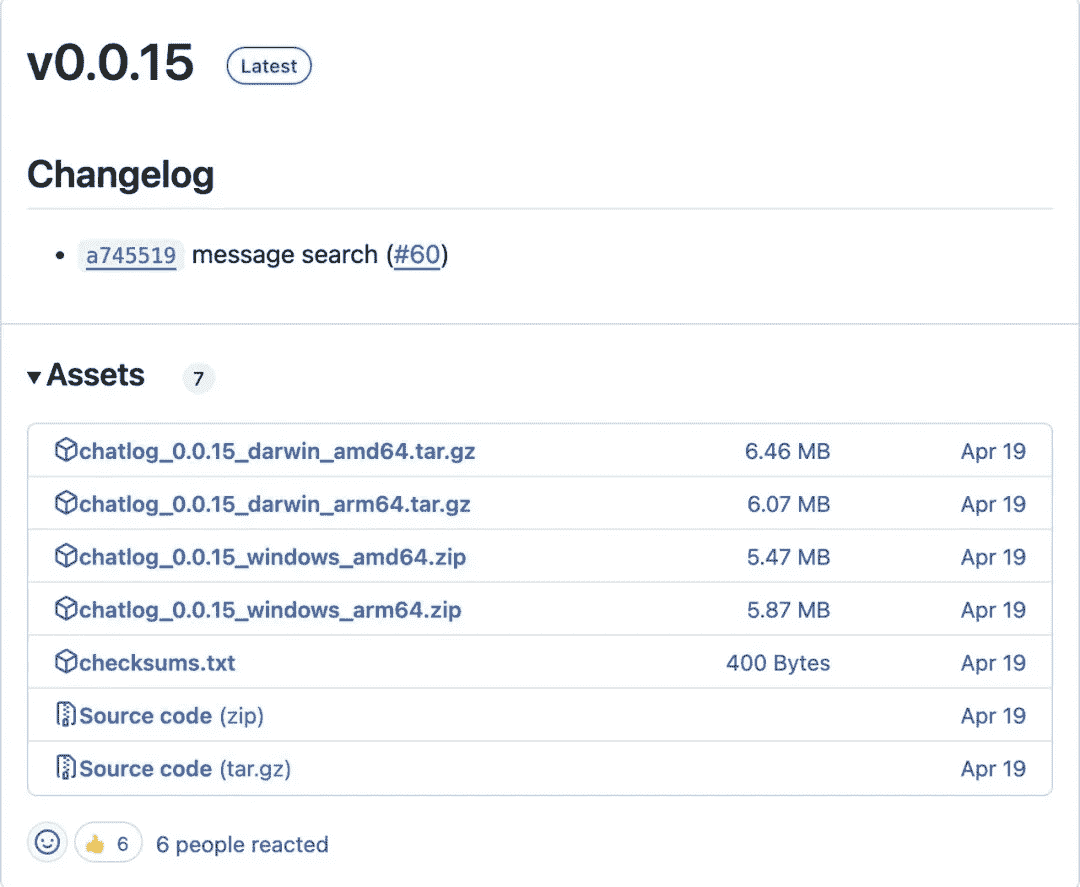 v0.0.15 Latest
Changelog
• a745519 message search (#60)
▾ Assets 7
chatlog_0.0.15_darwin_amd64.tar.gz 6.46 MB Apr 19
chatlog_0.0.15_darwin_arm64.tar.gz 6.07 MB Apr 19
chatlog_0.0.15_windows_amd64.zip 5.47 MB Apr 19
chatlog_0.0.15_windows_arm64.zip 5.87 MB Apr 19
checksums.txt 400 Bytes Apr 19
Source code (zip) Apr 19
Source code (tar.gz) Apr 19
6 6 people reacted